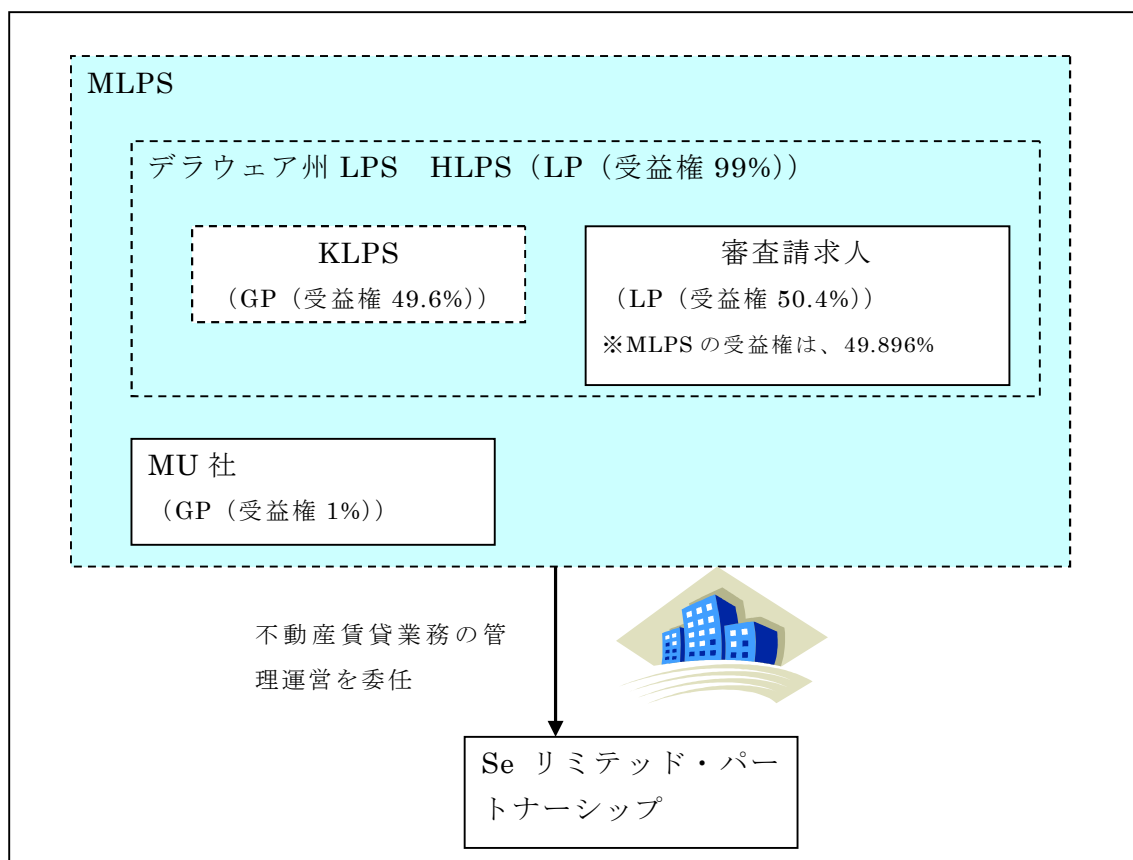 MLPS
デラウェア州 LPS　HLPS（LP（受益権 99%））
KLPS
（GP（受益権 49.6%））
審査請求人
（LP（受益権 50.4%））
※MLPS の受益権は、49.896%
MU 社
（GP（受益権 1%））
不動産賃貸業務の管
理運営を委任
Se リミテッド・パー
トナーシップ